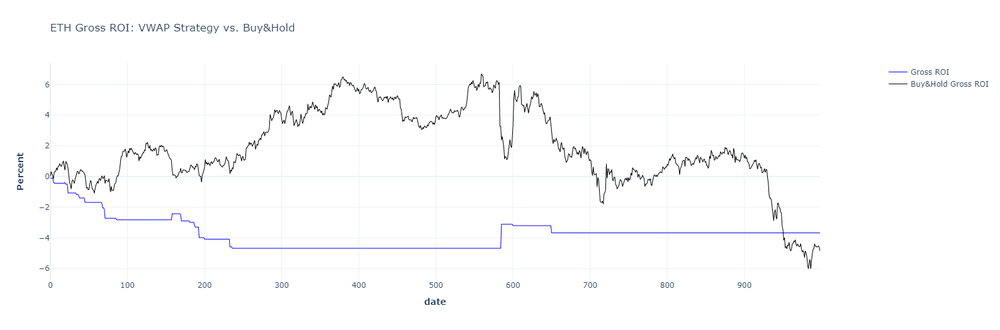 ETH Gross ROI: VWAP Strategy vs. Buy&Hold
Gross ROI
Buy&Hold Gross ROI
Percent
6
4
2
0
−2
−4
−6
0 100 200 300 400 500 600 700 800 900
date